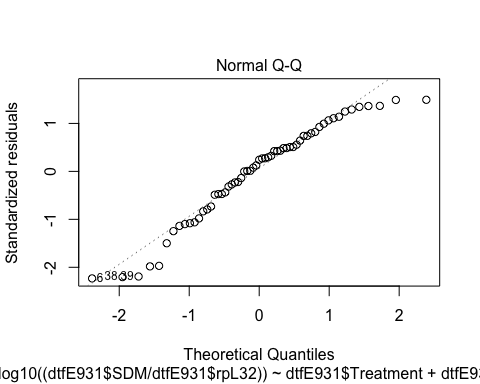 Normal Q-Q
Standardized residuals
1
0
-1
-2
6 38 39
-2 -1 0 1 2
Theoretical Quantiles
log10((dtfE931$SDM/dtfE931$rpL32)) ~ dtfE931$Treatment + dtfE93